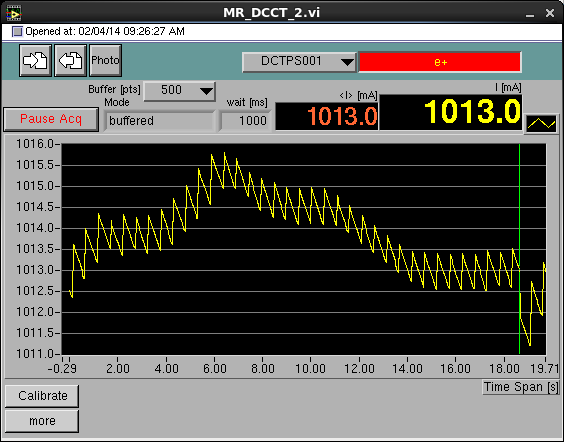 MR_DCCT_2.vi
Opened at: 02/04/14 09:26:27 AM
Photo
DCTPS001
e+
Buffer [pts]
500
Mode
wait [ms]
<I> [mA]
I [mA]
Pause Acq
buffered
1000
1013.0
1013.0
1016.0
1015.5
1015.0
1014.5
1014.0
1013.5
1013.0
1012.5
1012.0
1011.5
1011.0
-0.29 2.00 4.00 6.00 8.00 10.00 12.00 14.00 16.00 18.00 19.71
Time Span [s]
Calibrate
more